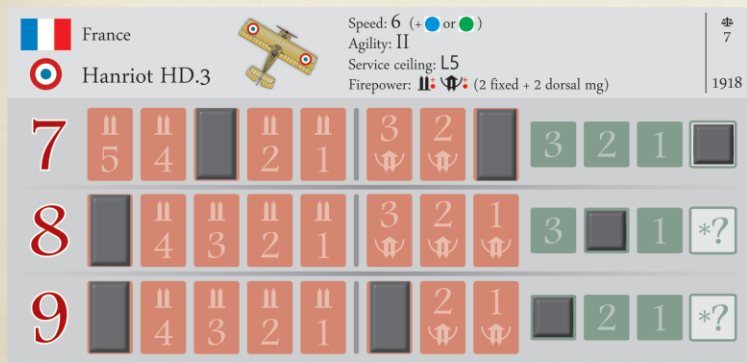 France
Hanriot HD.3
Speed: 6 (+ or )
Agility: II
Service ceiling: L5
Firepower: (2 fixed + 2 dorsal mg)
7
1918
7 5 4 2 1 3 2 3 2 1
8 4 3 2 1 3 2 1 3 1 *?
9 4 3 2 1 2 1 2 1 *?